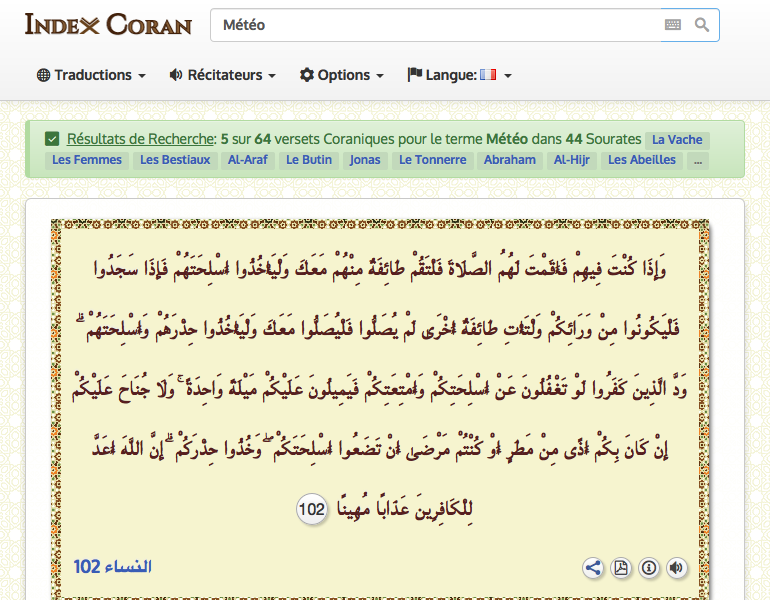 INDEX CORAN
Météo
Traductions Récitateurs Options Langue:
Résultats de Recherche: 5 sur 64 versets Coraniques pour le terme Météo dans 44 Sourates La Vache
Les Femmes Les Bestiaux Al-Araf Le Butin Jonas Le Tonnerre Abraham Al-Hijr Les Abeilles ...
وَإِذَا كُنْتَ فِيهِمْ فَأَقَمْتَ لَهُمُ الصَّلَاةَ فَلْتَقُمْ طَائِفَةٌ مِنْهُمْ مَعَكَ وَلْيَأْخُذُوا أَسْلِحَتَهُمْ فَإِذَا سَجَدُوا
فَلْيَكُونُوا مِنْ وَرَائِكُمْ وَلْتَأْتِ طَائِفَةٌ أُخْرَى لَمْ يُصَلُّوا فَلْيُصَلُّوا مَعَكَ وَلْيَأْخُذُوا حِذْرَهُمْ وَأَسْلِحَتَهُمْ ۗ
وَدَّ الَّذِينَ كَفَرُوا لَوْ تَغْفُلُونَ عَنْ أَسْلِحَتِكُمْ وَأَمْتِعَتِكُمْ فَيَمِيلُونَ عَلَيْكُمْ مَيْلَةً وَاحِدَةً ۚ وَلَا جُنَاحَ عَلَيْكُمْ
إِنْ كَانَ بِكُمْ أَذًى مِنْ مَطَرٍ أَوْ كُنْتُمْ مَرْضَىٰ أَنْ تَضَعُوا أَسْلِحَتَكُمْ ۖ وَخُذُوا حِذْرَكُمْ ۗ إِنَّ اللَّهَ أَعَدَّ
لِلْكَافِرِينَ عَذَابًا مُهِينًا 102
النساء 102